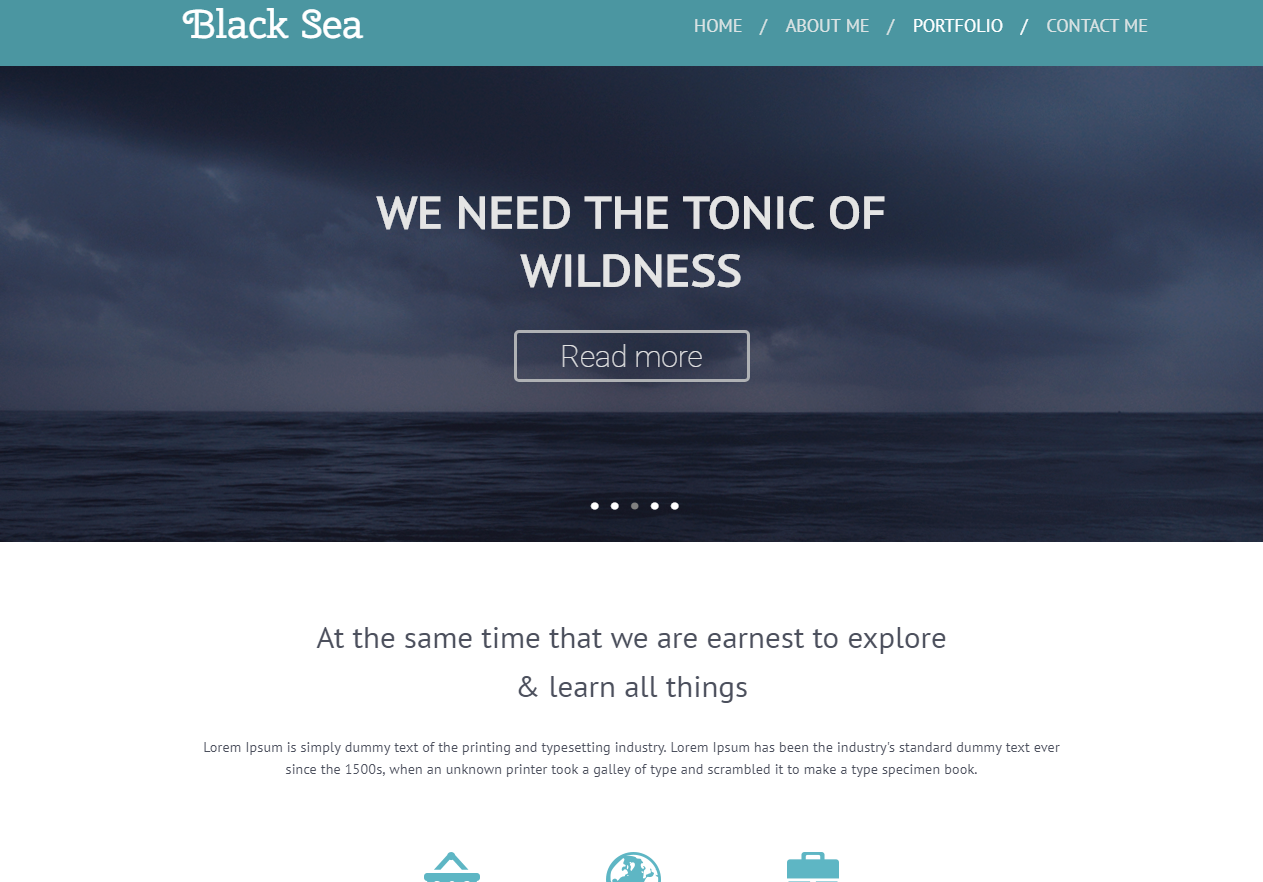 Black Sea
HOME / ABOUT ME / PORTFOLIO / CONTACT ME
WE NEED THE TONIC OF
WILDNESS
Read more
At the same time that we are earnest to explore
& learn all things
Lorem Ipsum is simply dummy text of the printing and typesetting industry. Lorem Ipsum has been the industry's standard dummy text ever
since the 1500s, when an unknown printer took a galley of type and scrambled it to make a type specimen book.